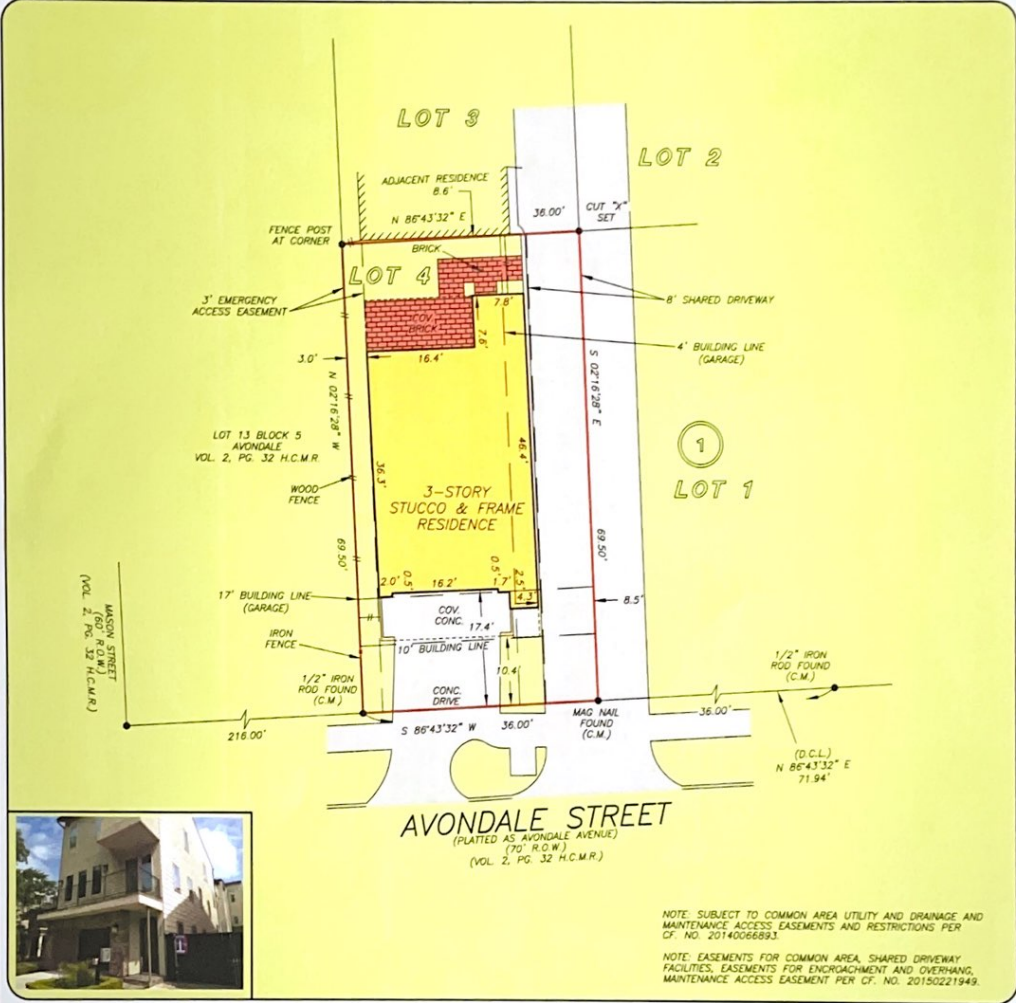 LOT 3
LOT 2
ADJACENT RESIDENCE
8.6'
N 86°43'32" E
36.00'
CUT "X"
SET
FENCE POST
AT CORNER
BRICK
LOT 4
3' EMERGENCY
ACCESS EASEMENT
8' SHARED DRIVEWAY
7.8'
COV.
BRICK
7.6'
4' BUILDING LINE
(GARAGE)
3.0'
16.4'
N 02°16'28" W
S 02°16'28" E
LOT 13 BLOCK 5
AVONDALE
VOL. 2, PG. 32 H.C.M.R.
1
LOT 1
46.4'
36.3'
WOOD
FENCE
3-STORY
STUCCO & FRAME
RESIDENCE
69.50'
69.50'
2.0'
0.5'
16.2'
0.5'
1.7'
2.5'
4.3'
17' BUILDING LINE
(GARAGE)
8.5'
COV.
CONC.
17.4'
IRON
FENCE
10' BUILDING LINE
10.4'
MASON STREET
(60' R.O.W.)
(VOL. 2, PG. 32 H.C.M.R.)
1/2" IRON
ROD FOUND
(C.M.)
CONC.
DRIVE
1/2" IRON
ROD FOUND
(C.M.)
216.00'
S 86°43'32" W
36.00'
MAG NAIL
FOUND
(C.M.)
36.00'
(D.C.L.)
N 86°43'32" E
71.94'
AVONDALE STREET
(PLATTED AS AVONDALE AVENUE)
(70' R.O.W.)
(VOL. 2, PG. 32 H.C.M.R.)
NOTE: SUBJECT TO COMMON AREA UTILITY AND DRAINAGE AND
MAINTENANCE ACCESS EASEMENTS AND RESTRICTIONS PER
CF. NO. 20140066893.
NOTE: EASEMENTS FOR COMMON AREA, SHARED DRIVEWAY
FACILITIES, EASEMENTS FOR ENCROACHMENT AND OVERHANG,
MAINTENANCE ACCESS EASEMENT PER CF. NO. 20150221949.